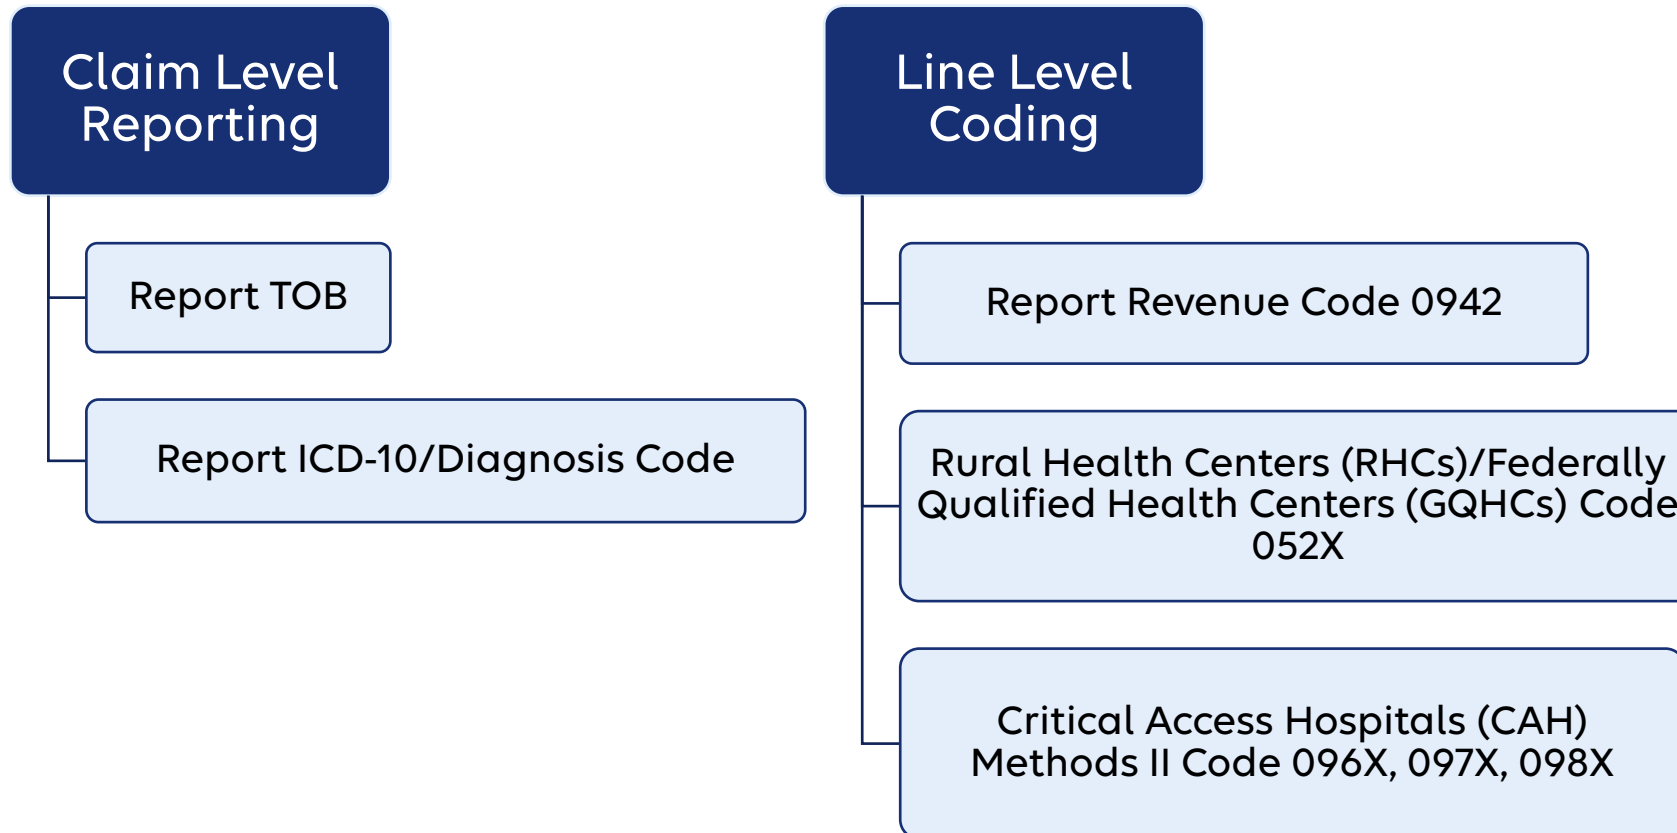 Claim Level
Reporting
Report TOB
Report ICD-10/Diagnosis Code
Line Level
Coding
Report Revenue Code 0942
Rural Health Centers (RHCs)/Federally
Qualified Health Centers (GQHCs) Code
052X
Critical Access Hospitals (CAH)
Methods II Code 096X, 097X, 098X